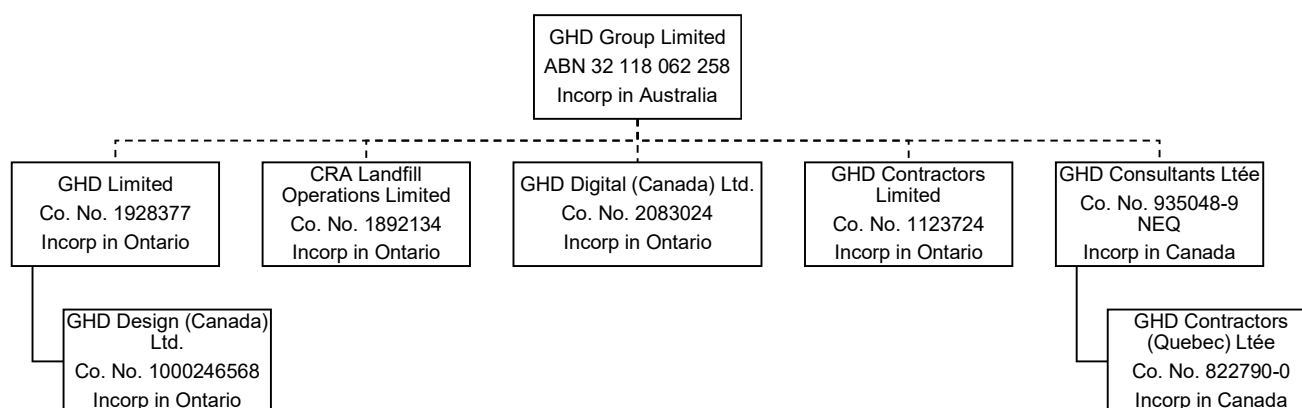 GHD Group Limited
ABN 32 118 062 258
Incorp in Australia
GHD Limited
Co. No. 1928377
Incorp in Ontario
CRA Landfill
Operations Limited
Co. No. 1892134
Incorp in Ontario
GHD Digital (Canada) Ltd.
Co. No. 2083024
Incorp in Ontario
GHD Contractors
Limited
Co. No. 1123724
Incorp in Ontario
GHD Consultants Ltée
Co. No. 935048-9
NEQ
Incorp in Canada
GHD Design (Canada)
Ltd.
Co. No. 1000246568
Incorp in Ontario
GHD Contractors
(Quebec) Ltée
Co. No. 822790-0
Incorp in Canada